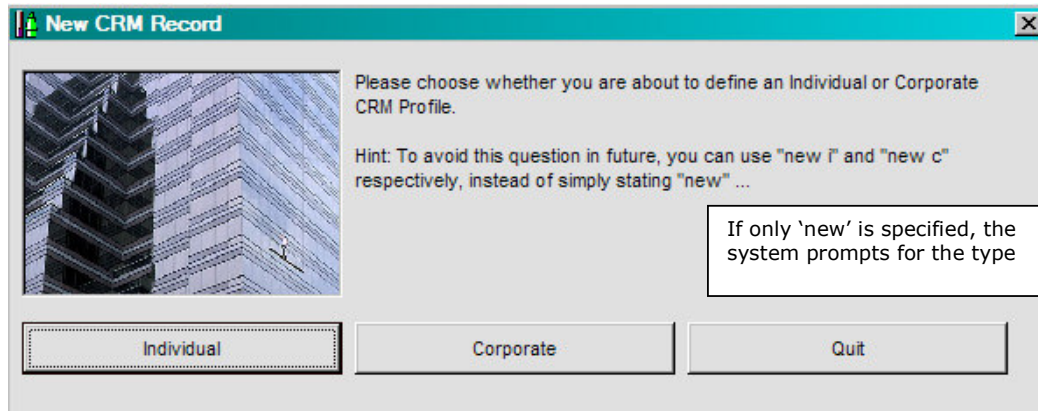 New CRM Record
Please choose whether you are about to define an Individual or Corporate
CRM Profile.
Hint: To avoid this question in future, you can use "new i" and "new c"
respectively, instead of simply stating "new" ...
If only ‘new’ is specified, the
system prompts for the type
Individual
Corporate
Quit